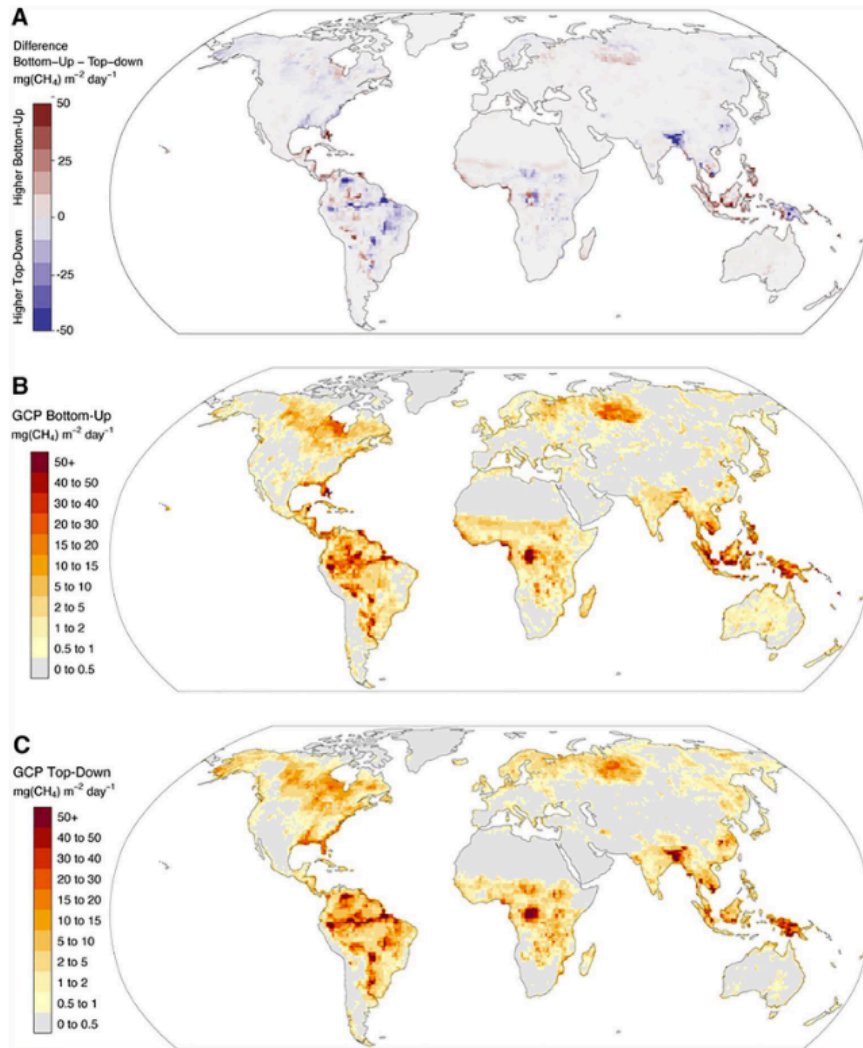 A
Difference
Bottom-Up - Top-down
mg(CH₄) m⁻² day⁻¹
Higher Bottom-Up
Higher Top-Down
50
25
0
-25
-50
B
GCP Bottom-Up
mg(CH₄) m⁻² day⁻¹
50+
40 to 50
30 to 40
20 to 30
15 to 20
10 to 15
5 to 10
2 to 5
1 to 2
0.5 to 1
0 to 0.5
C
GCP Top-Down
mg(CH₄) m⁻² day⁻¹
50+
40 to 50
30 to 40
20 to 30
15 to 20
10 to 15
5 to 10
2 to 5
1 to 2
0.5 to 1
0 to 0.5